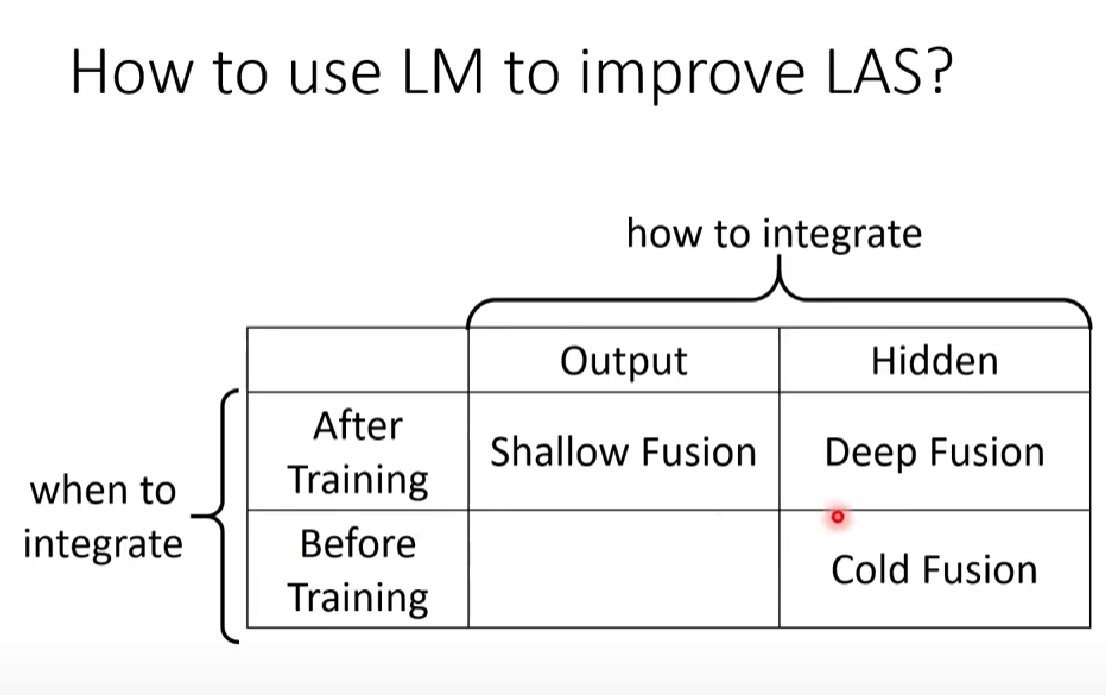 How to use LM to improve LAS?
how to integrate
Output Hidden
After
Training
Shallow Fusion Deep Fusion
when to
integrate
Before
Training
Cold Fusion